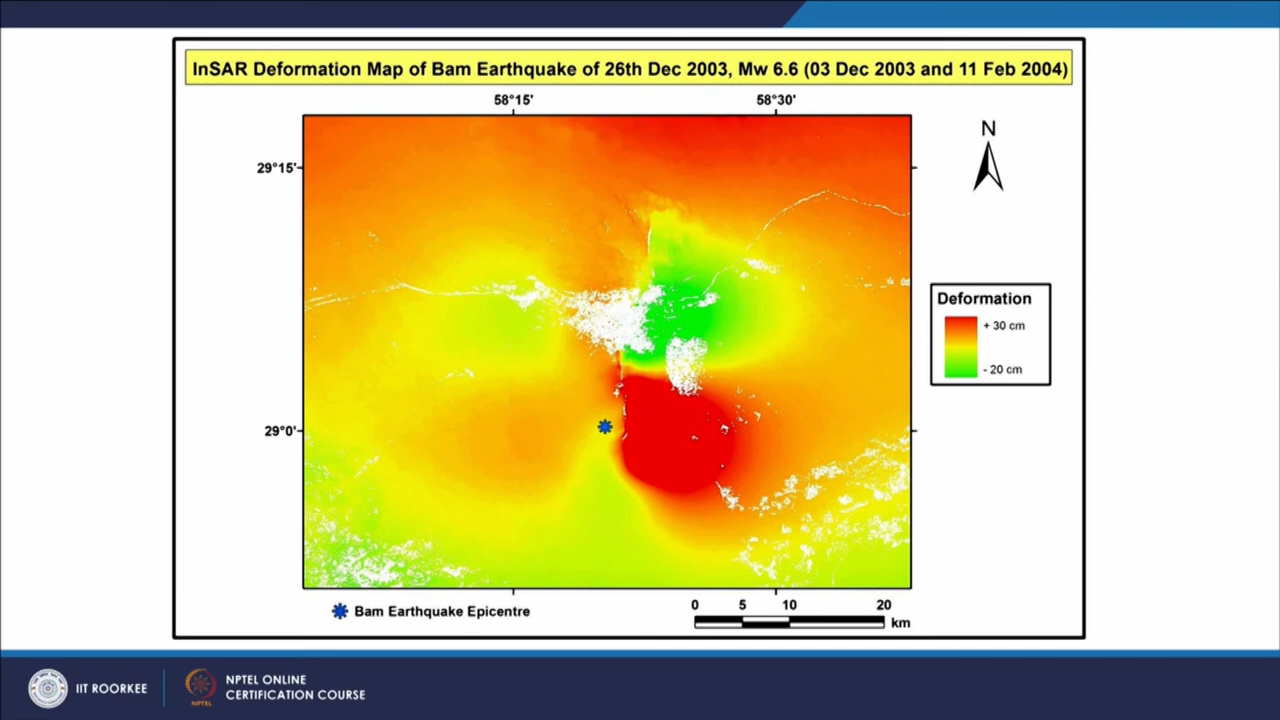 InSAR Deformation Map of Bam Earthquake of 26th Dec 2003, Mw 6.6 (03 Dec 2003 and 11 Feb 2004)
58°15' 58°30'
N
29°15'
Deformation
+ 30 cm
- 20 cm
29°0'
Bam Earthquake Epicentre
0 5 10 20
km
IIT ROORKEE
NPTEL
NPTEL ONLINE
CERTIFICATION COURSE